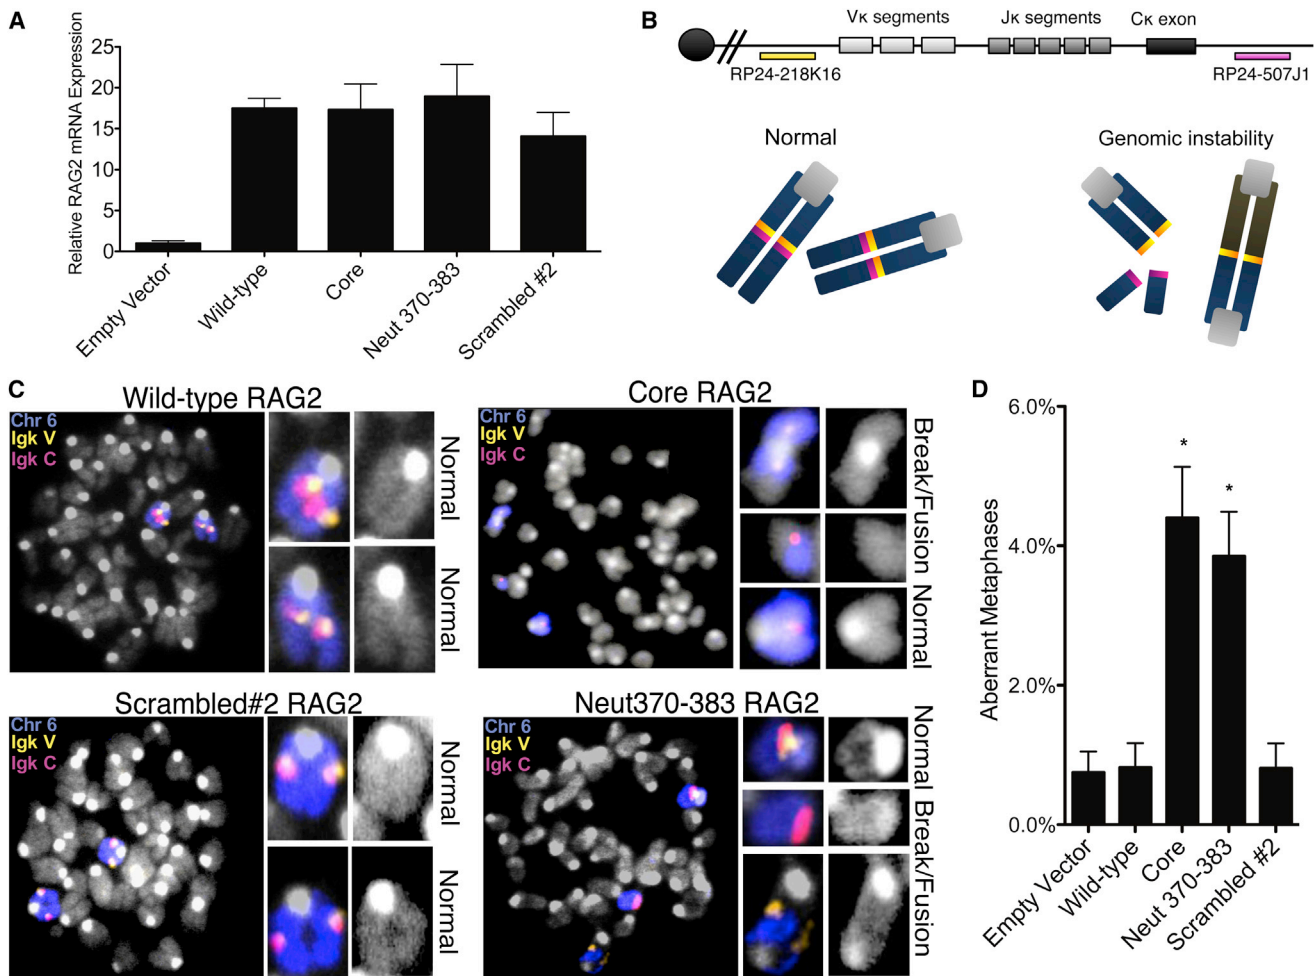 A
Relative RAG2 mRNA Expression
25
20
15
10
5
0
Empty Vector
Wild-type
Core
Neut 370-383
Scrambled #2
B
Vκ segments
Jκ segments
Cκ exon
RP24-218K16
RP24-507J1
Normal
Genomic instability
C
Wild-type RAG2
Chr 6
Igk V
Igk C
Normal
Normal
Core RAG2
Chr 6
Igk V
Igk C
Break/Fusion
Normal
Scrambled#2 RAG2
Chr 6
Igk V
Igk C
Normal
Normal
Neut370-383 RAG2
Chr 6
Igk V
Igk C
Normal
Break/Fusion
D
Aberrant Metaphases
6.0%
4.0%
2.0%
0.0%
*
*
Empty Vector
Wild-type
Core
Neut 370-383
Scrambled #2